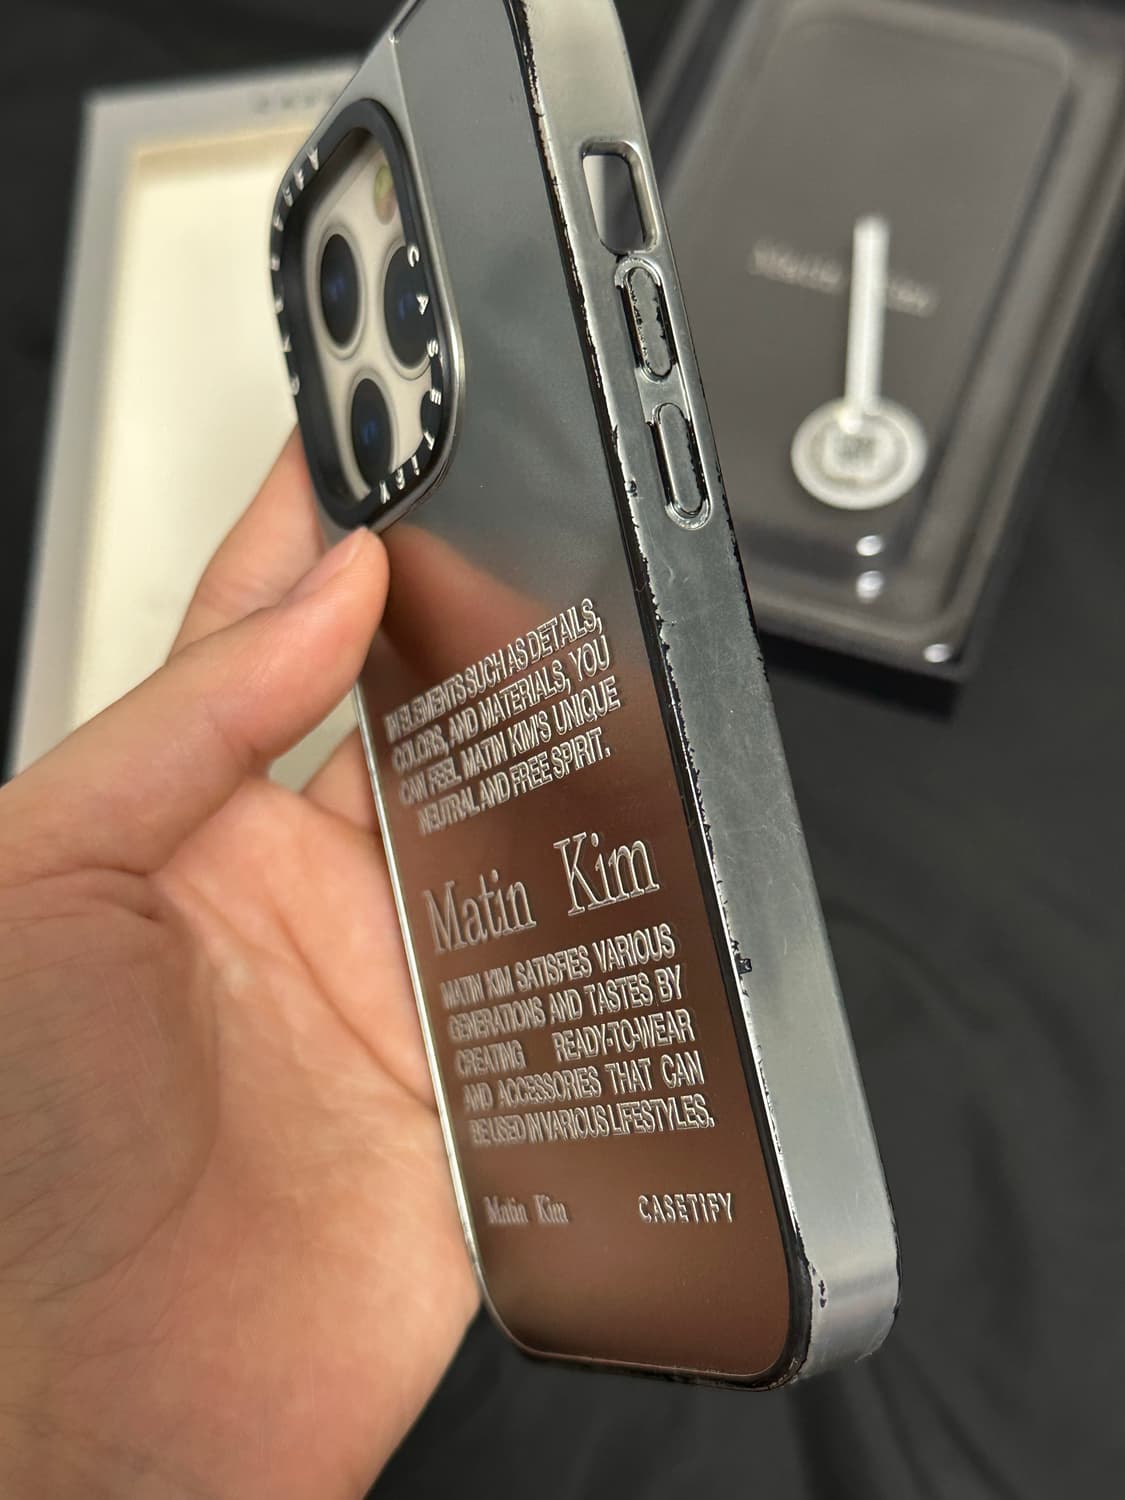 CASETIFY
IN ELEMENTS SUCH AS DETAILS,
COLORS, AND MATERIALS, YOU
CAN FEEL MATIN KIM'S UNIQUE
NEUTRAL AND FREE SPIRIT.
Matin Kim
MATIN KIM SATISFIES VARIOUS
GENERATIONS AND TASTES BY
CREATING READY-TO-WEAR
AND ACCESSORIES THAT CAN
BE USED IN VARIOUS LIFESTYLES.
Matin Kim CASETIFY